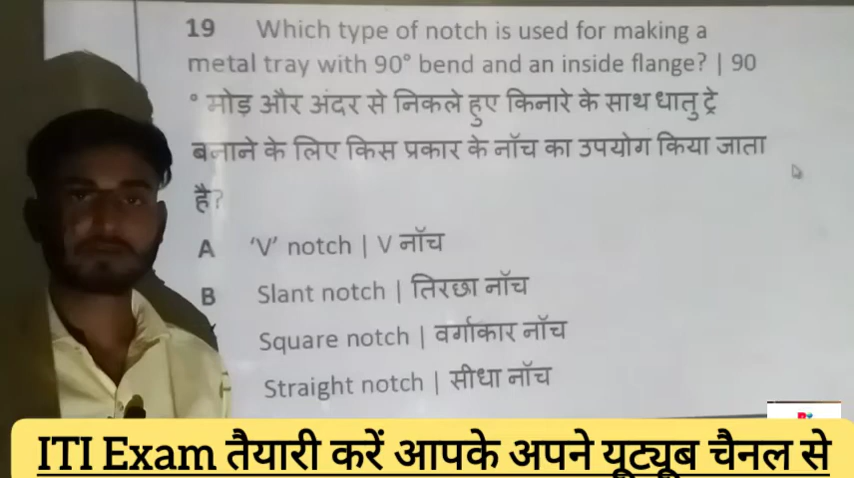 19 Which type of notch is used for making a
metal tray with 90° bend and an inside flange? | 90
° मोड़ और अंदर से निकले हुए किनारे के साथ धातु ट्रे
बनाने के लिए किस प्रकार के नॉच का उपयोग किया जाता
है?
A 'V' notch | V नॉच
B Slant notch | तिरछा नॉच
Square notch | वर्गाकार नॉच
Straight notch | सीधा नॉच
ITI Exam तैयारी करें आपके अपने यूट्यूब चैनल से